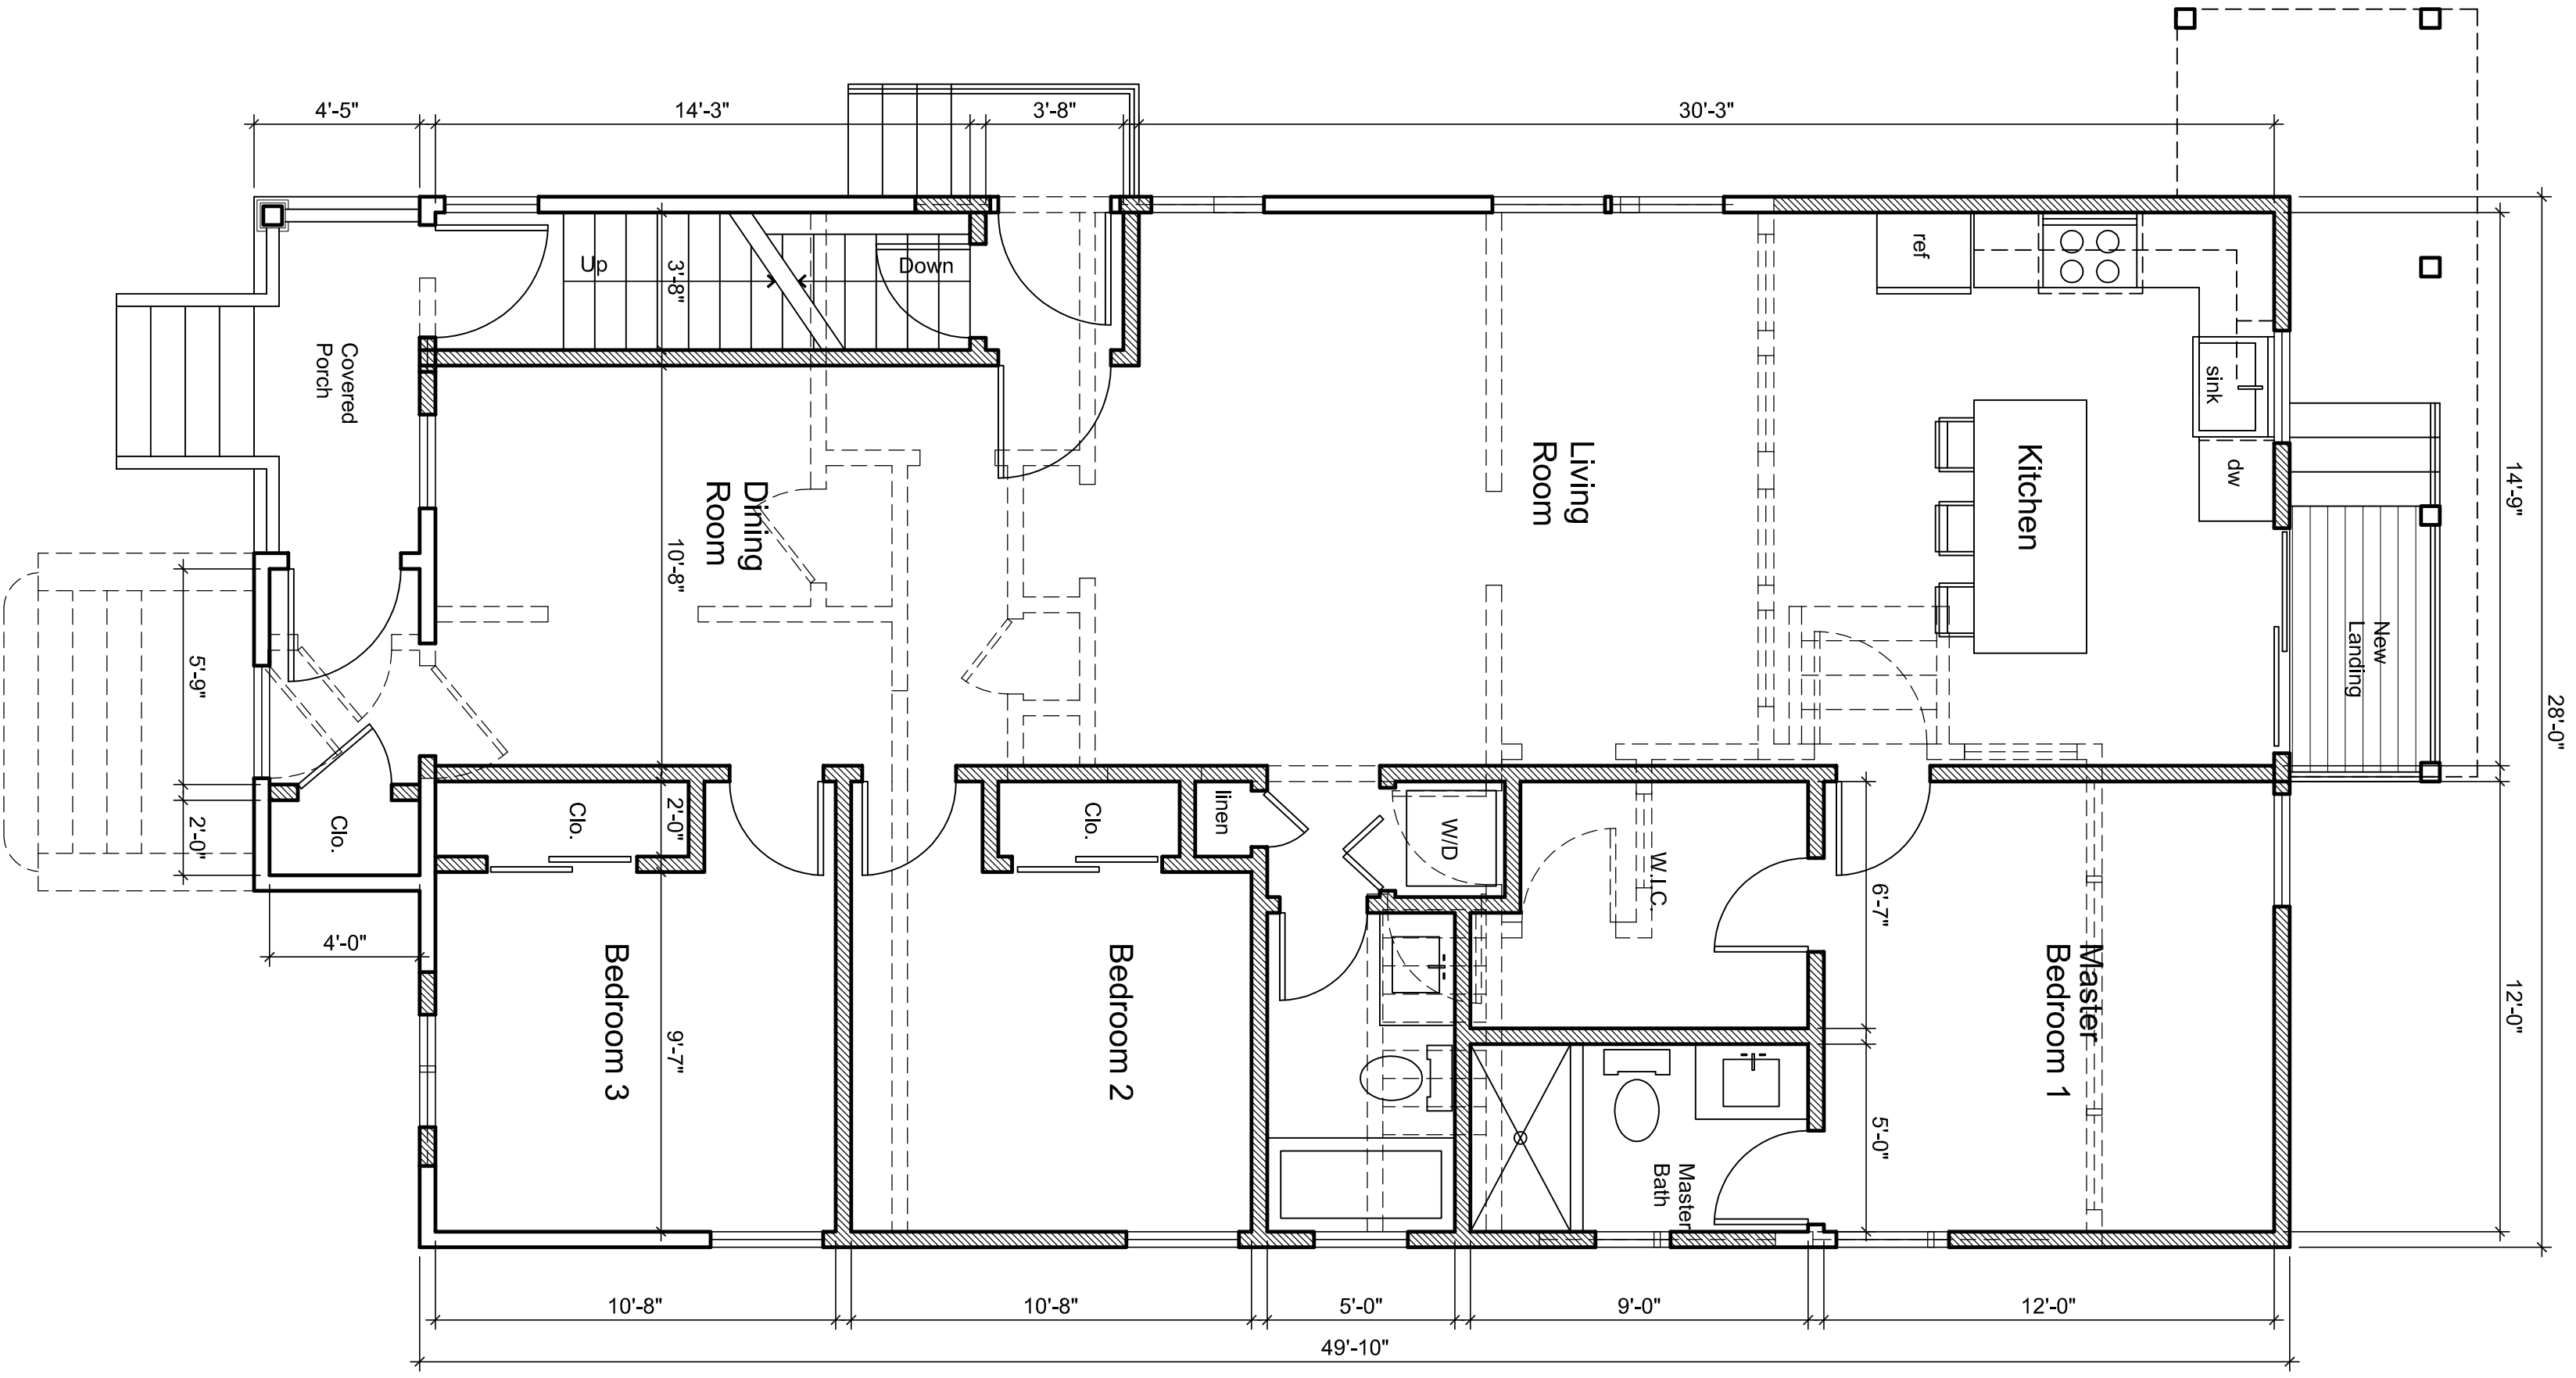 4'-5"
14'-3"
3'-8"
30'-3"
Up
3'-8"
Down
ref
sink
dw
Covered
Porch
Living
Room
Kitchen
Dining
Room
10'-8"
14'-9"
New
Landing
28'-0"
5'-9"
2'-0"
Clo.
Clo.
2'-0"
Clo.
linen
W/D
W.I.C.
6'-7"
12'-0"
4'-0"
Bedroom 3
9'-7"
Bedroom 2
Master
Bedroom 1
5'-0"
Master
Bath
10'-8"
10'-8"
5'-0"
9'-0"
12'-0"
49'-10"